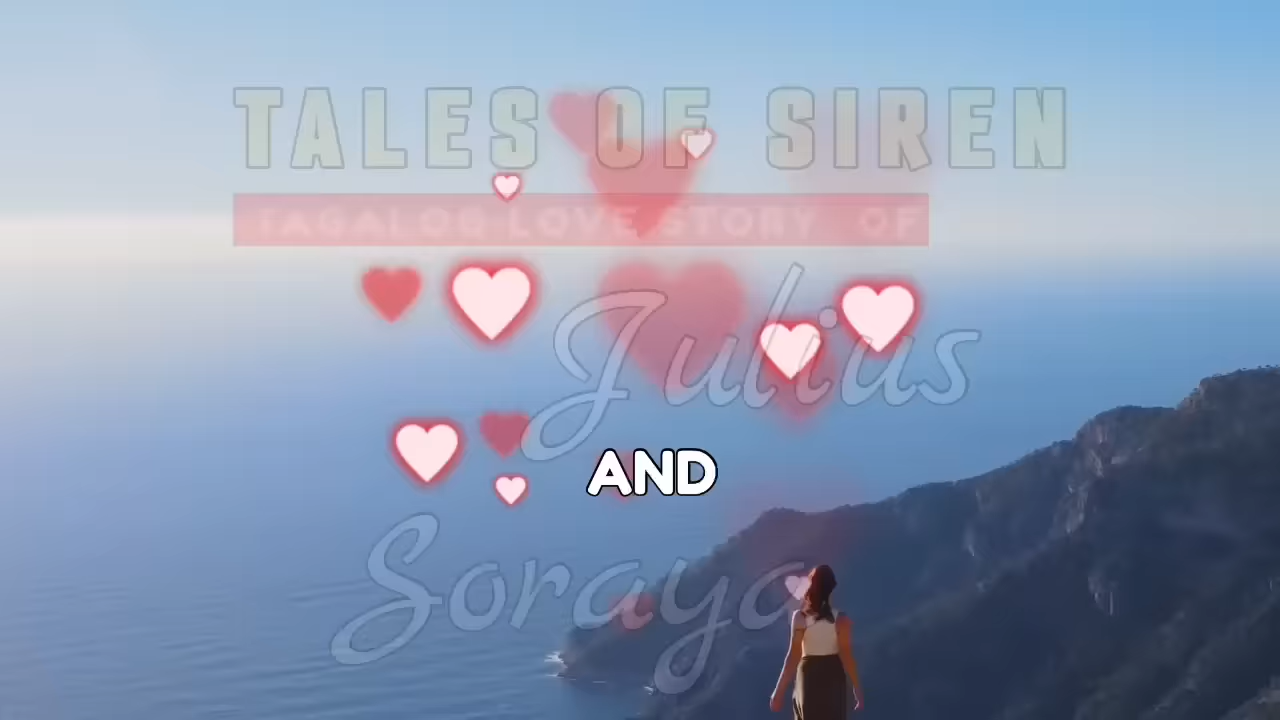 TALES OF SIREN
TAGALOG LOVE STORY OF
Julius
AND
Soraya